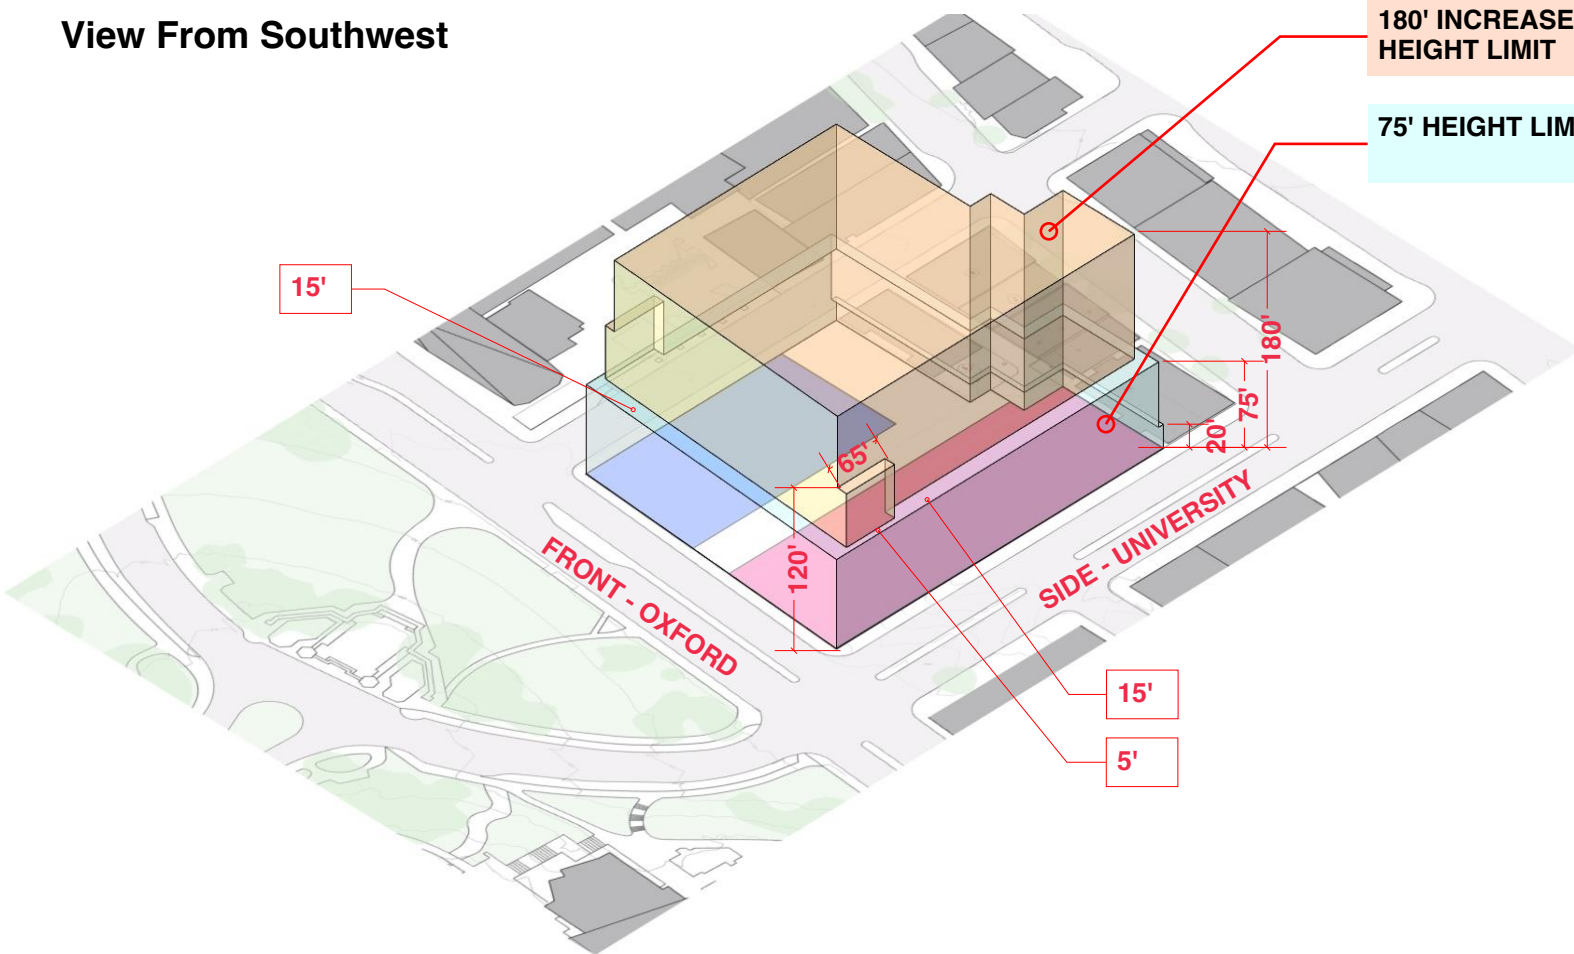 View From Southwest
180' INCREASE
HEIGHT LIMIT
75' HEIGHT LIM
15'
180'
75'
20'
65'
120'
FRONT - OXFORD
SIDE - UNIVERSITY
15'
5'